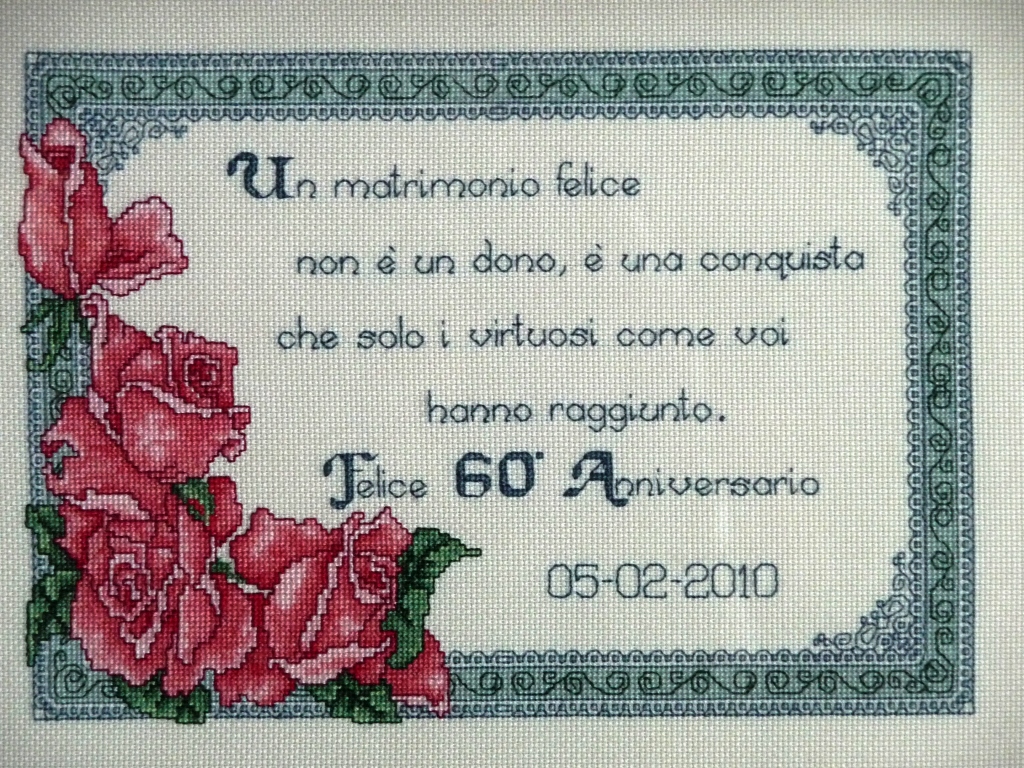 Un matrimonio felice
non è un dono, è una conquista
che solo i virtuosi come voi
hanno raggiunto.
Felice 60° Anniversario
05-02-2010